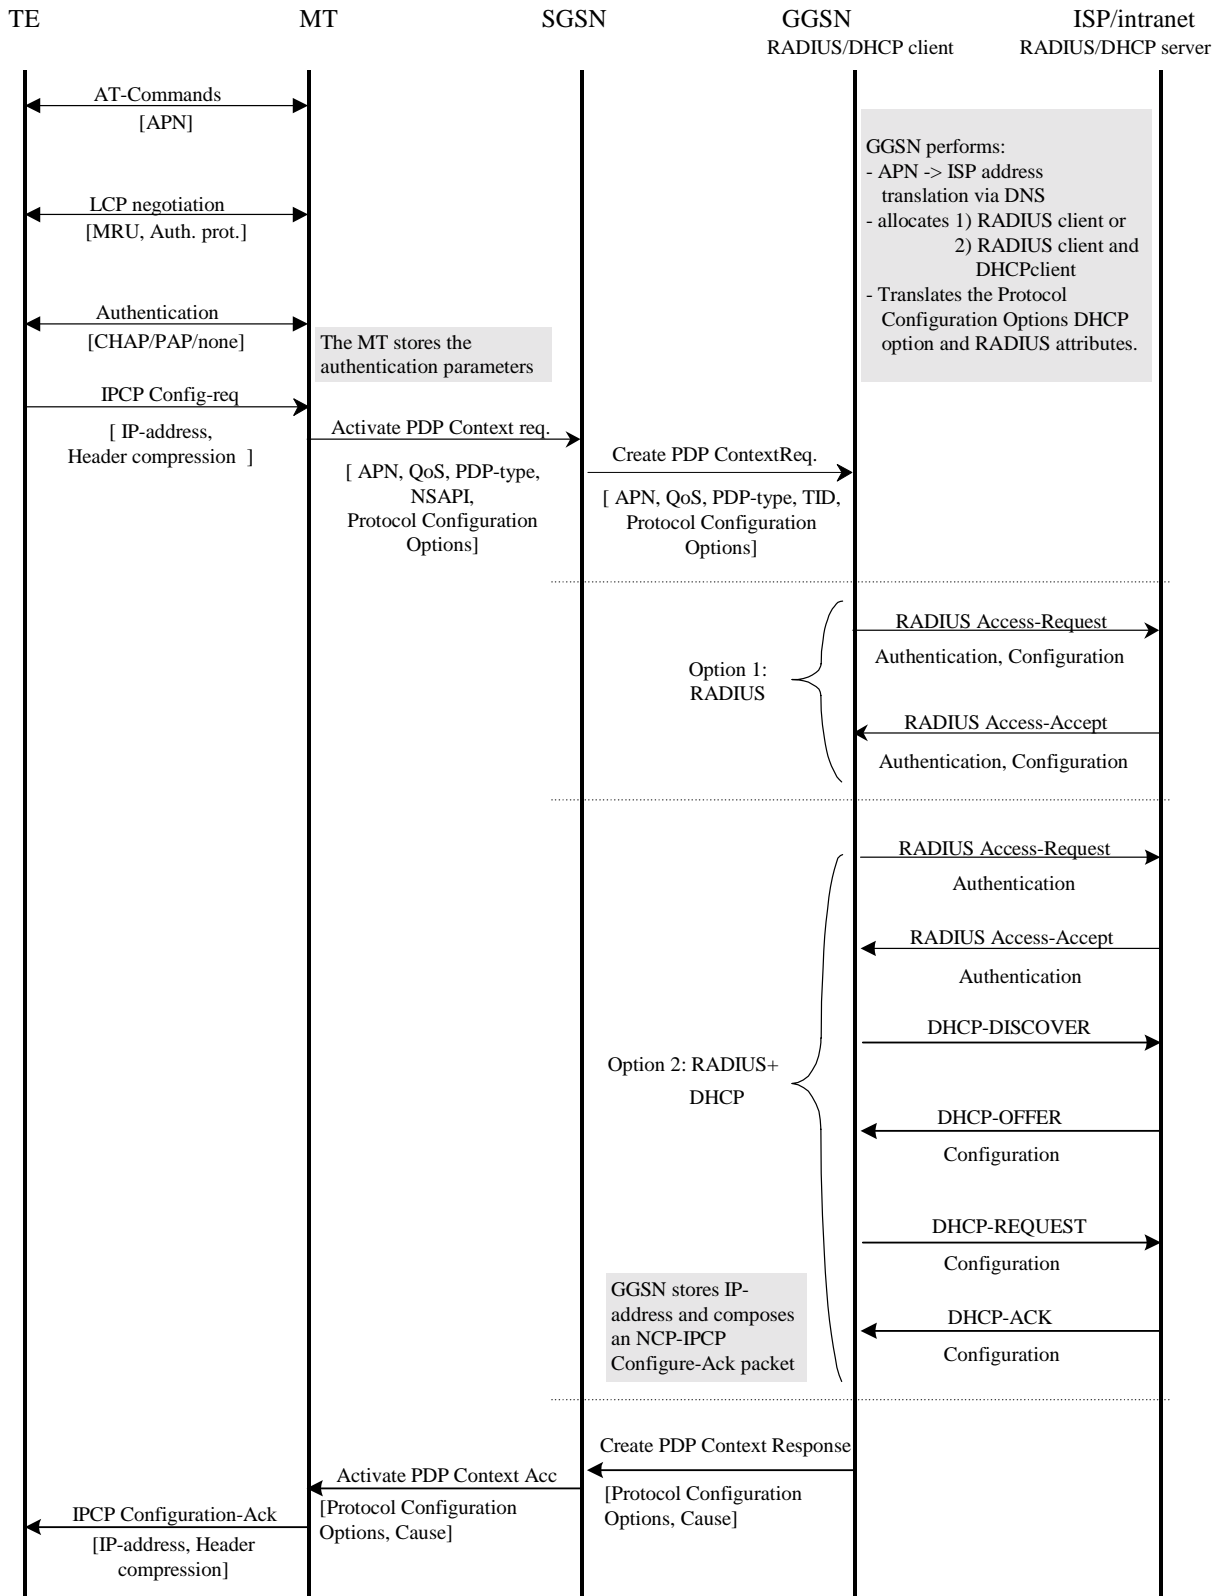 TE
MT
SGSN
GGSN
RADIUS/DHCP client
ISP/intranet
RADIUS/DHCP server
AT-Commands
[APN]
LCP negotiation
[MRU, Auth. prot.]
Authentication
[CHAP/PAP/none]
The MT stores the
authentication parameters
GGSN performs:
- APN -> ISP address
translation via DNS
- allocates 1) RADIUS client or
2) RADIUS client and
DHCPclient
- Translates the Protocol
Configuration Options DHCP
option and RADIUS attributes.
IPCP Config-req
[ IP-address,
Header compression ]
Activate PDP Context req.
[ APN, QoS, PDP-type,
NSAPI,
Protocol Configuration
Options]
Create PDP ContextReq.
[ APN, QoS, PDP-type, TID,
Protocol Configuration
Options]
Option 1:
RADIUS
RADIUS Access-Request
Authentication, Configuration
RADIUS Access-Accept
Authentication, Configuration
Option 2: RADIUS+
DHCP
RADIUS Access-Request
Authentication
RADIUS Access-Accept
Authentication
DHCP-DISCOVER
DHCP-OFFER
Configuration
DHCP-REQUEST
Configuration
DHCP-ACK
Configuration
GGSN stores IP-
address and composes
an NCP-IPCP
Configure-Ack packet
Create PDP Context Response
[Protocol Configuration
Options, Cause]
Activate PDP Context Acc
[Protocol Configuration
Options, Cause]
IPCP Configuration-Ack
[IP-address, Header
compression]